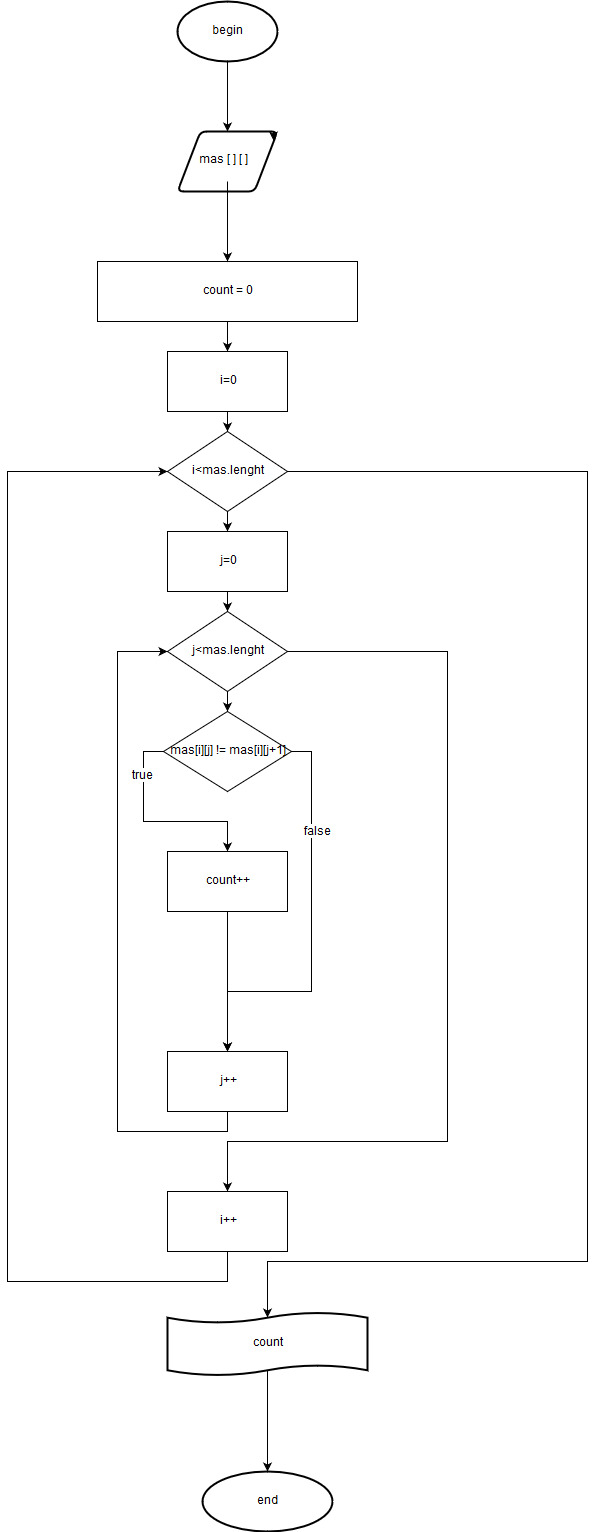 begin
mas [ ] [ ]
count = 0
i=0
i<mas.lenght
j=0
j<mas.lenght
mas[i][j] != mas[i][j+1]
true
false
count++
j++
i++
count
end